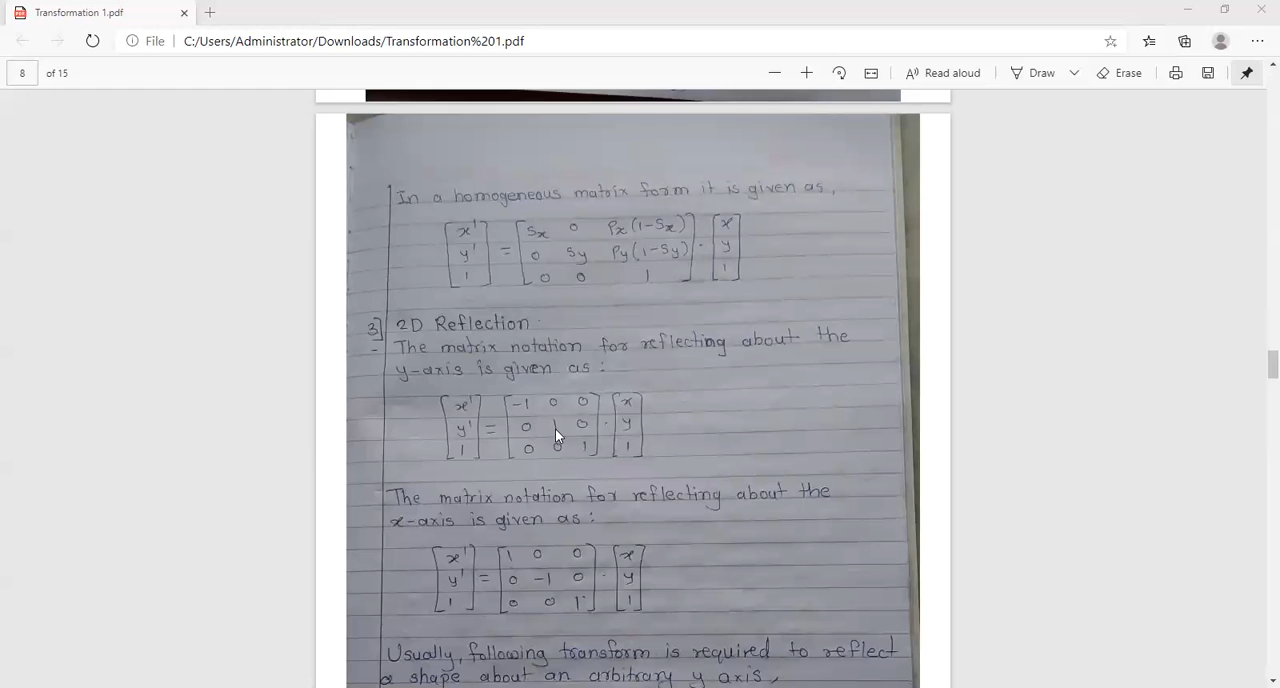 Transformation 1.pdf
File | C:/Users/Administrator/Downloads/Transformation%201.pdf
8 of 15 Read aloud Draw Erase
In a homogeneous matrix form it is given as,
[x' y' 1] = [Sx 0 Px(1-Sx) 0 Sy Py(1-Sy) 0 0 1] . [x y 1]
3] 2D Reflection
- The matrix notation for reflecting about the
y-axis is given as :
[x' y' 1] = [-1 0 0 0 1 0 0 0 1] . [x y 1]
The matrix notation for reflecting about the
x-axis is given as :
[x' y' 1] = [1 0 0 0 -1 0 0 0 1] . [x y 1]
Usually, following transform is required to reflect
a shape about an arbitrary y axis,